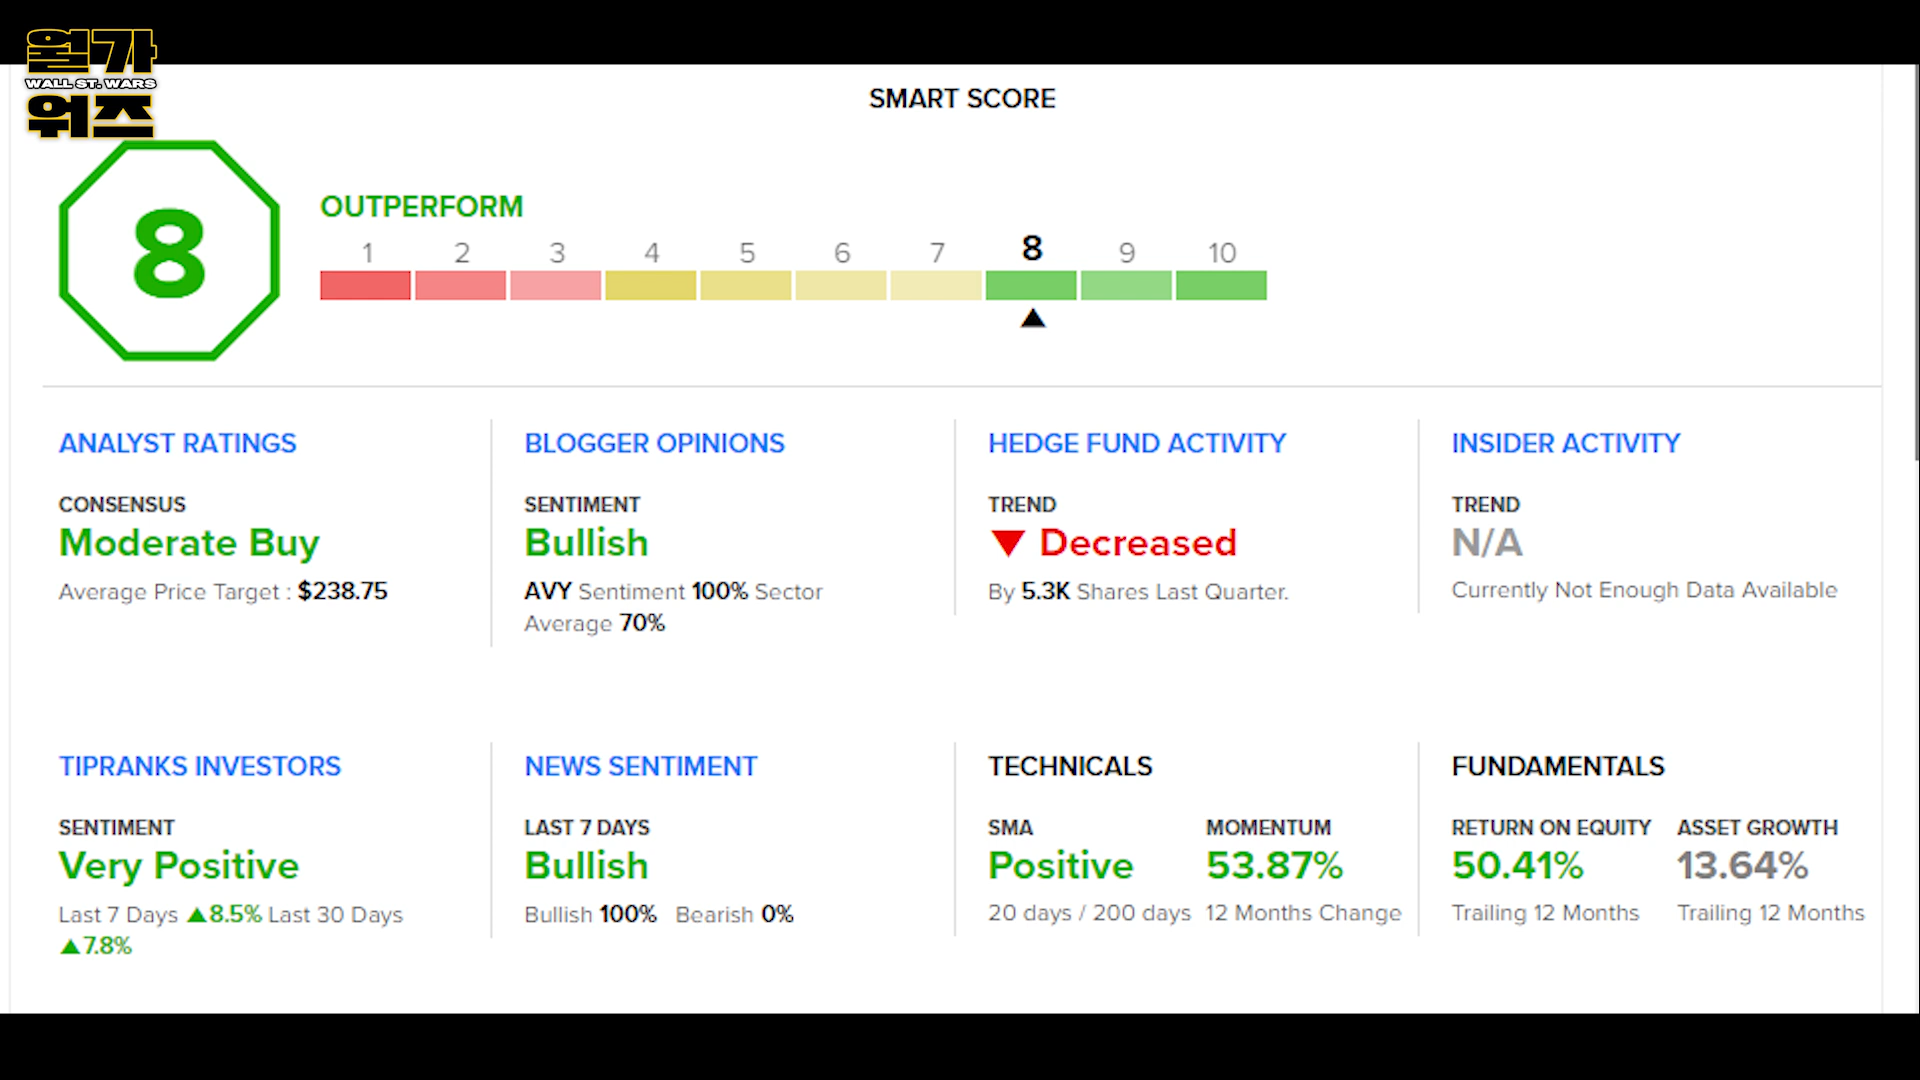 월가
WALL ST. WARS
워즈
SMART SCORE
8
OUTPERFORM
1 2 3 4 5 6 7 8 9 10
ANALYST RATINGS
CONSENSUS
Moderate Buy
Average Price Target : $238.75
BLOGGER OPINIONS
SENTIMENT
Bullish
AVY Sentiment 100% Sector
Average 70%
HEDGE FUND ACTIVITY
TREND
▼ Decreased
By 5.3K Shares Last Quarter.
INSIDER ACTIVITY
TREND
N/A
Currently Not Enough Data Available
TIPRANKS INVESTORS
SENTIMENT
Very Positive
Last 7 Days ▲8.5% Last 30 Days
▲7.8%
NEWS SENTIMENT
LAST 7 DAYS
Bullish
Bullish 100% Bearish 0%
TECHNICALS
SMA MOMENTUM
Positive 53.87%
20 days / 200 days 12 Months Change
FUNDAMENTALS
RETURN ON EQUITY ASSET GROWTH
50.41% 13.64%
Trailing 12 Months Trailing 12 Months